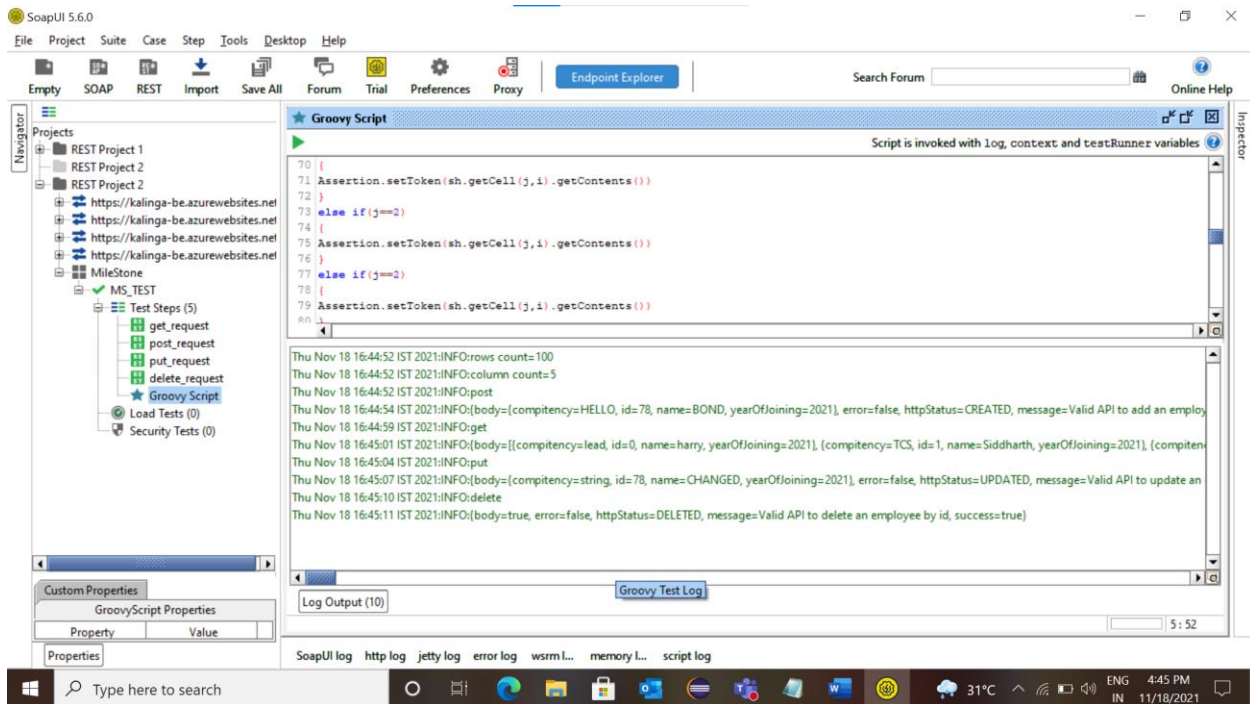 SoapUI 5.6.0
File Project Suite Case Step Tools Desktop Help
Empty SOAP REST Import Save All Forum Trial Preferences Proxy Endpoint Explorer Search Forum Online Help
Navigator
Projects
REST Project 1
REST Project 2
REST Project 2
https://kalinga-be.azurewebsites.net
https://kalinga-be.azurewebsites.net
https://kalinga-be.azurewebsites.net
https://kalinga-be.azurewebsites.net
MileStone
MS_TEST
Test Steps (5)
get_request
post_request
put_request
delete_request
Groovy Script
Load Tests (0)
Security Tests (0)
Custom Properties
GroovyScript Properties
Property Value
Properties
Groovy Script
Script is invoked with log, context and testRunner variables
70 {
71 Assertion.setToken(sh.getCell(j,i).getContents())
72 }
73 else if(j==2)
74 {
75 Assertion.setToken(sh.getCell(j,i).getContents())
76 }
77 else if(j==2)
78 {
79 Assertion.setToken(sh.getCell(j,i).getContents())
80 }
Thu Nov 18 16:44:52 IST 2021:INFO:rows count=100
Thu Nov 18 16:44:52 IST 2021:INFO:column count=5
Thu Nov 18 16:44:52 IST 2021:INFO:post
Thu Nov 18 16:44:54 IST 2021:INFO:{body={compitency=HELLO, id=78, name=BOND, yearOfJoining=2021}, error=false, httpStatus=CREATED, message=Valid API to add an employ
Thu Nov 18 16:44:59 IST 2021:INFO:get
Thu Nov 18 16:45:01 IST 2021:INFO:{body=[{compitency=lead, id=0, name=harry, yearOfJoining=2021}, {compitency=TCS, id=1, name=Siddharth, yearOfJoining=2021}, {compiten
Thu Nov 18 16:45:04 IST 2021:INFO:put
Thu Nov 18 16:45:07 IST 2021:INFO:{body={compitency=string, id=78, name=CHANGED, yearOfJoining=2021}, error=false, httpStatus=UPDATED, message=Valid API to update an
Thu Nov 18 16:45:10 IST 2021:INFO:delete
Thu Nov 18 16:45:11 IST 2021:INFO:{body=true, error=false, httpStatus=DELETED, message=Valid API to delete an employee by id, success=true}
Groovy Test Log
Log Output (10)
5 : 52
Inspector
SoapUI log http log jetty log error log wsrm l... memory l... script log
Type here to search
31°C
ENG 4:45 PM
IN 11/18/2021